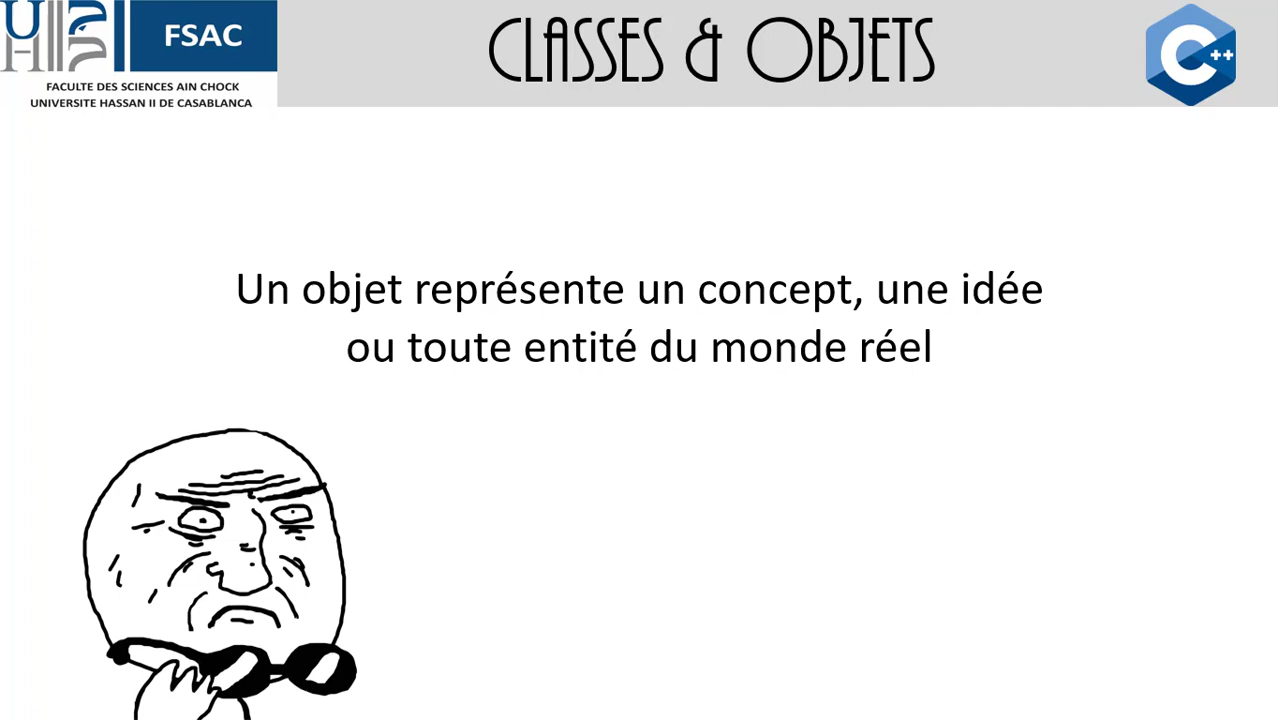 UH
FSAC
FACULTE DES SCIENCES AIN CHOCK
UNIVERSITE HASSAN II DE CASABLANCA
CLASSES & OBJETS
C++
Un objet représente un concept, une idée
ou toute entité du monde réel